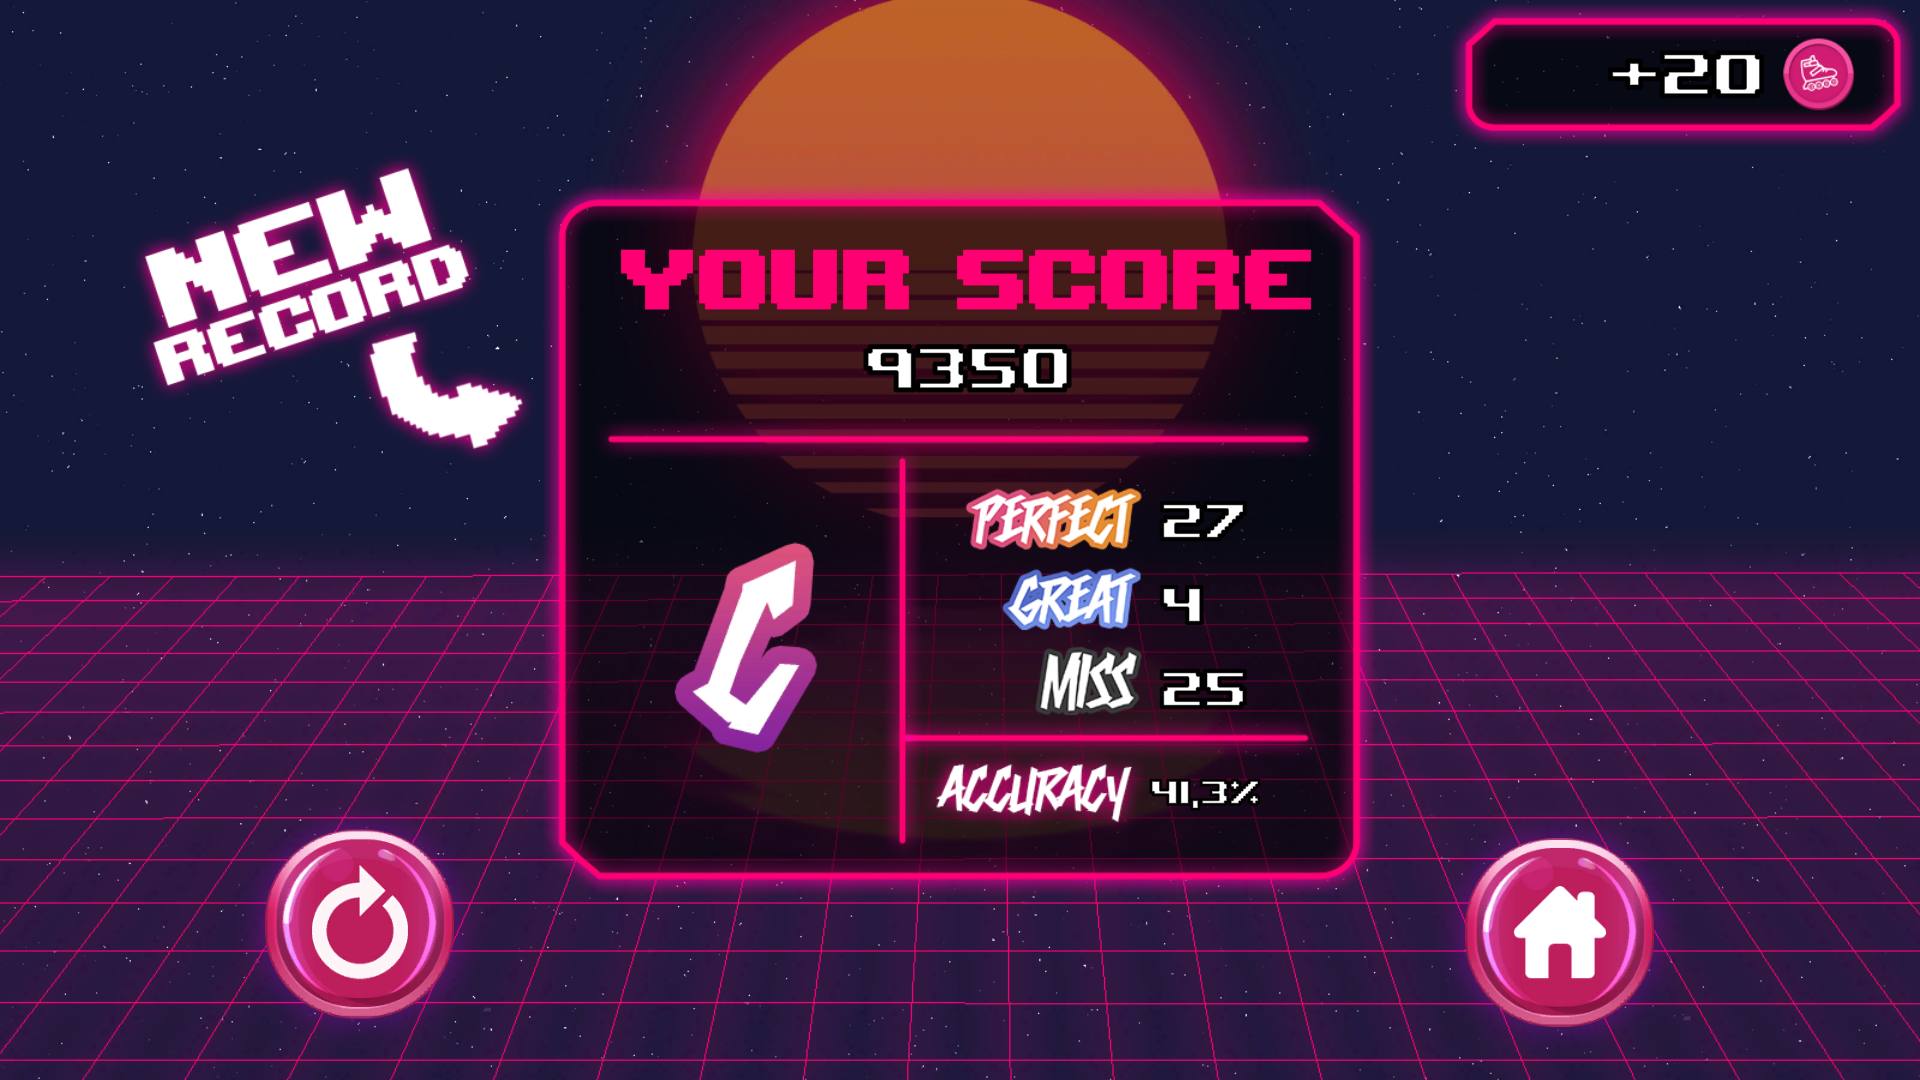 +20
NEW
RECORD
YOUR SCORE
9350
C
PERFECT 27
GREAT 4
MISS 25
ACCURACY 41,3%